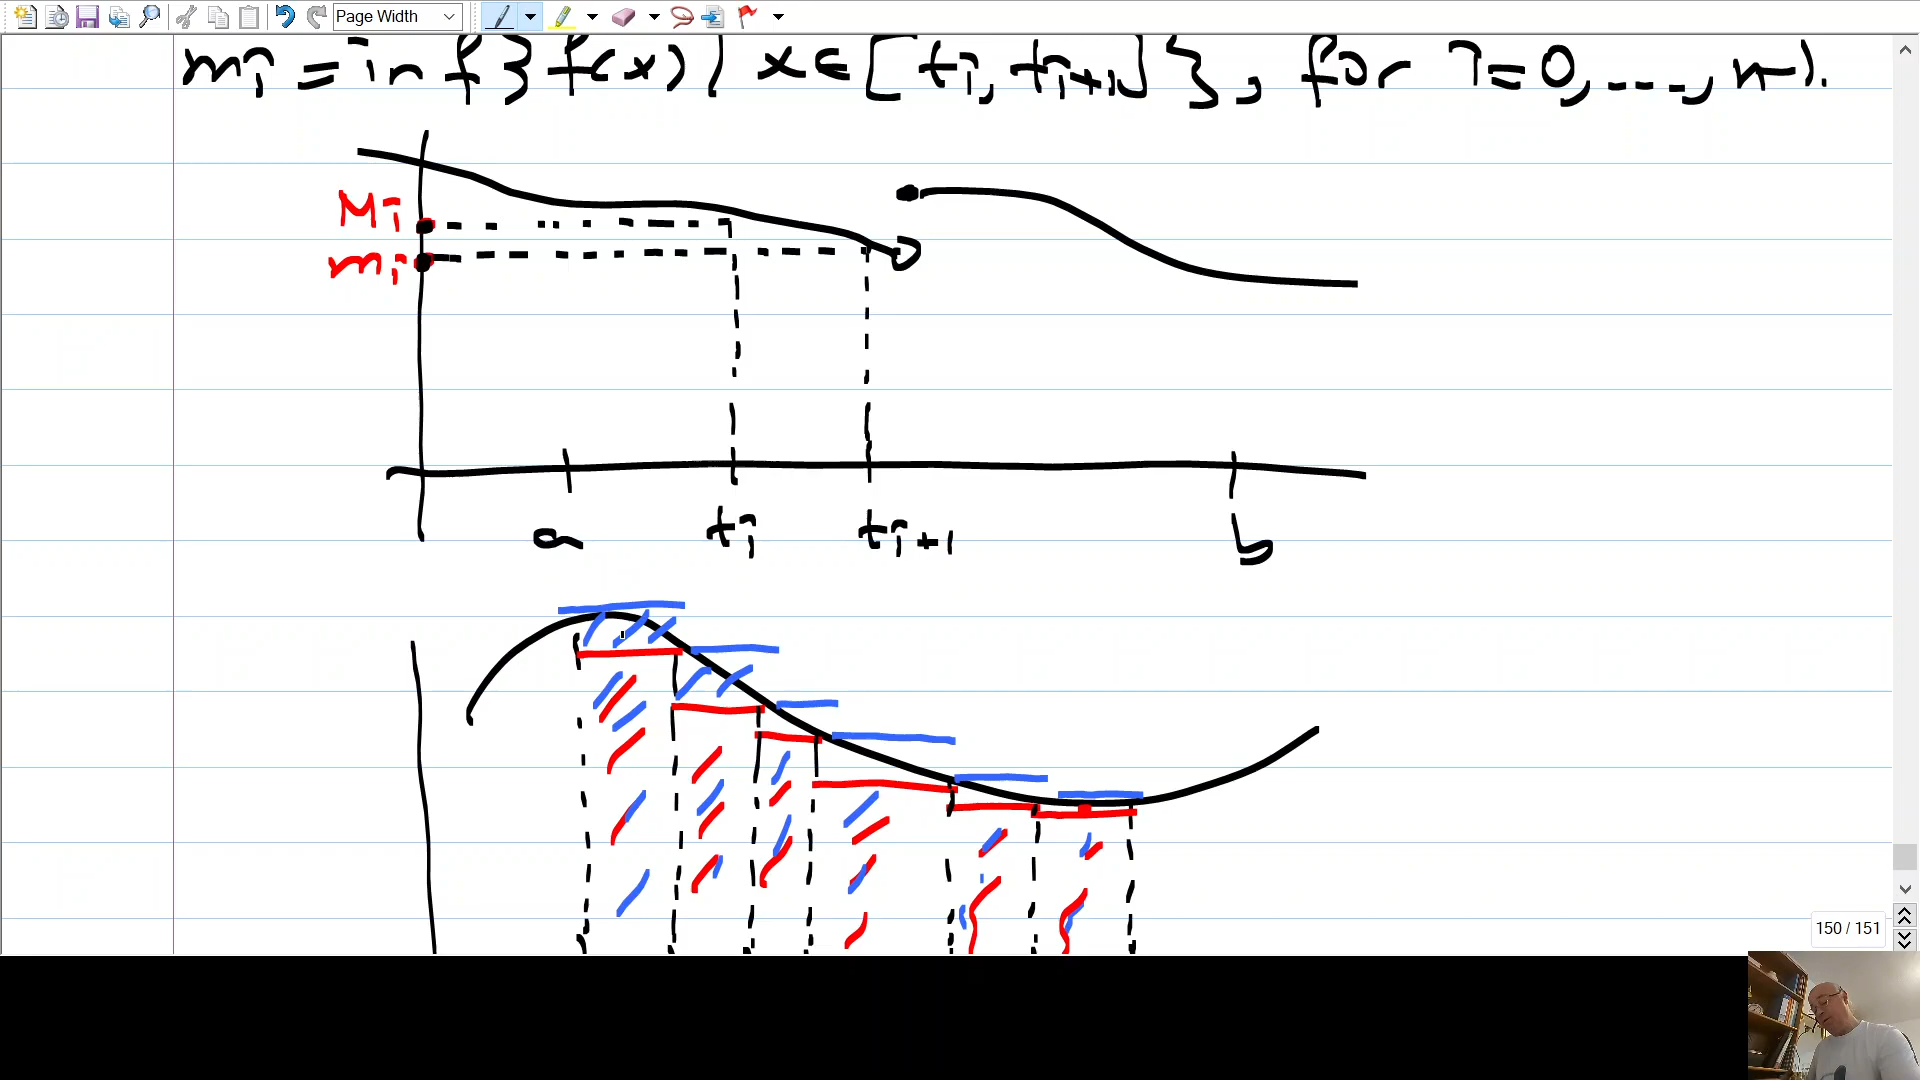 Page Width
mi = inf { f(x) | x ∈ [ti, ti+1] }, for i=0, ..., n-1.
Mi
mi
a ti ti+1 b
150 / 151